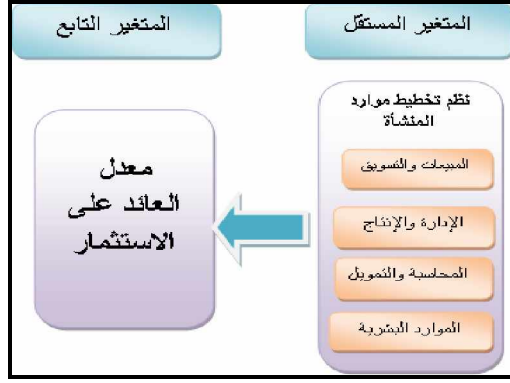 المتغير المستقل
المتغير التابع
نظم تخطيط موارد
المنشأة
المبيعات والتسويق
الإدارة والإنتاج
المحاسبة والتمويل
الموارد البشرية
معدل
العائد على
الاستثمار